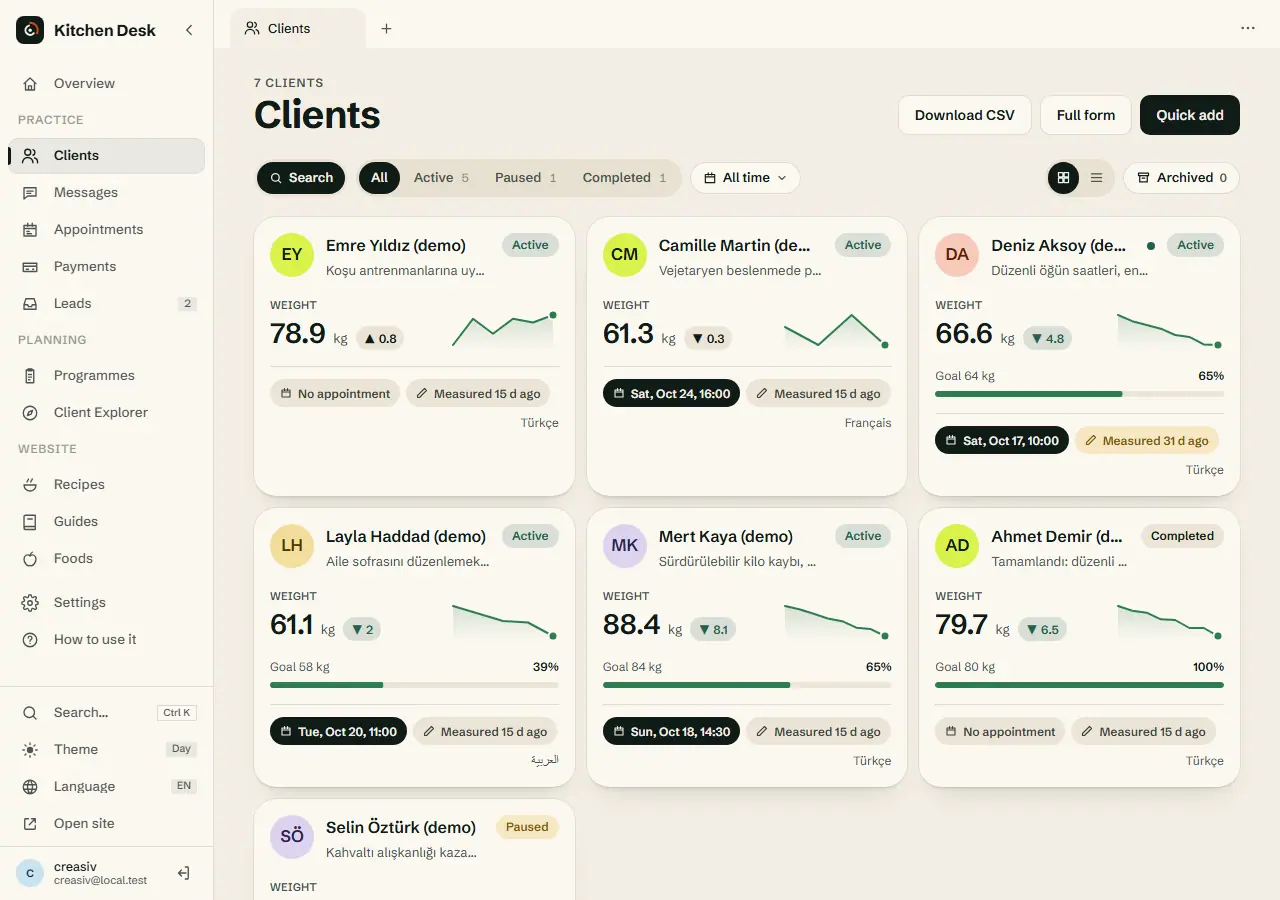 Kitchen Desk
Overview
PRACTICE
Clients
Messages
Appointments
Payments
Leads 2
PLANNING
Programmes
Client Explorer
WEBSITE
Recipes
Guides
Foods
Settings
How to use it
Search... Ctrl K
Theme Day
Language EN
Open site
C creasiv
creasiv@local.test
Clients
7 CLIENTS
Clients
Download CSV Full form Quick add
Search All Active 5 Paused 1 Completed 1 All time Archived 0
EY Emre Yıldız (demo) Active
Koşu antrenmanlarına uy...
WEIGHT
78.9 kg ▲ 0.8
No appointment Measured 15 d ago
Türkçe
CM Camille Martin (de... Active
Vejetaryen beslenmede p...
WEIGHT
61.3 kg ▼ 0.3
Sat, Oct 24, 16:00 Measured 15 d ago
Français
DA Deniz Aksoy (de... Active
Düzenli öğün saatleri, en...
WEIGHT
66.6 kg ▼ 4.8
Goal 64 kg 65%
Sat, Oct 17, 10:00 Measured 31 d ago
Türkçe
LH Layla Haddad (demo) Active
Aile sofrasını düzenlemek...
WEIGHT
61.1 kg ▼ 2
Goal 58 kg 39%
Tue, Oct 20, 11:00 Measured 15 d ago
العربية
MK Mert Kaya (demo) Active
Sürdürülebilir kilo kaybı, ...
WEIGHT
88.4 kg ▼ 8.1
Goal 84 kg 65%
Sun, Oct 18, 14:30 Measured 15 d ago
Türkçe
AD Ahmet Demir (d... Completed
Tamamlandı: düzenli ...
WEIGHT
79.7 kg ▼ 6.5
Goal 80 kg 100%
No appointment Measured 15 d ago
Türkçe
SÖ Selin Öztürk (demo) Paused
Kahvaltı alışkanlığı kaza...
WEIGHT